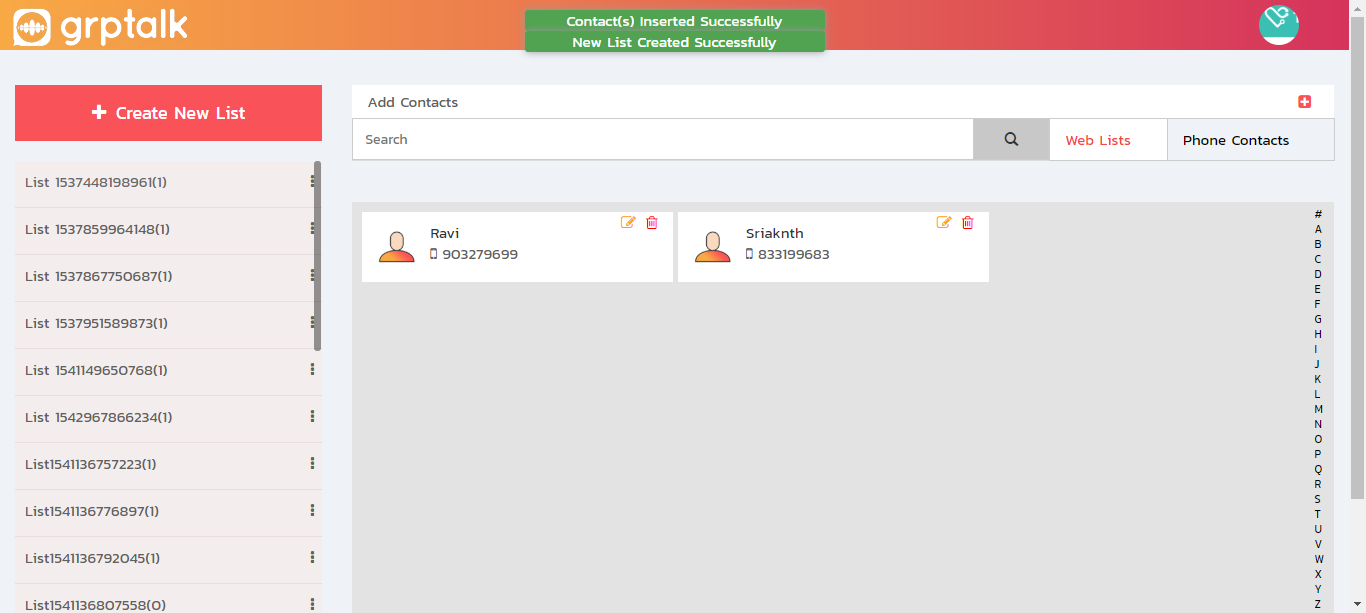 grptalk
Contact(s) Inserted Successfully
New List Created Successfully
Create New List
List 1537448198961(1)
List 1537859964148(1)
List 1537867750687(1)
List 1537951589873(1)
List 1541149650768(1)
List 1542967866234(1)
List1541136757223(1)
List1541136776897(1)
List1541136792045(1)
List1541136807558(0)
Add Contacts
Search
Web Lists
Phone Contacts
Ravi
903279699
Sriaknth
833199683
#
A
B
C
D
E
F
G
H
I
J
K
L
M
N
O
P
Q
R
S
T
U
V
W
X
Y
Z